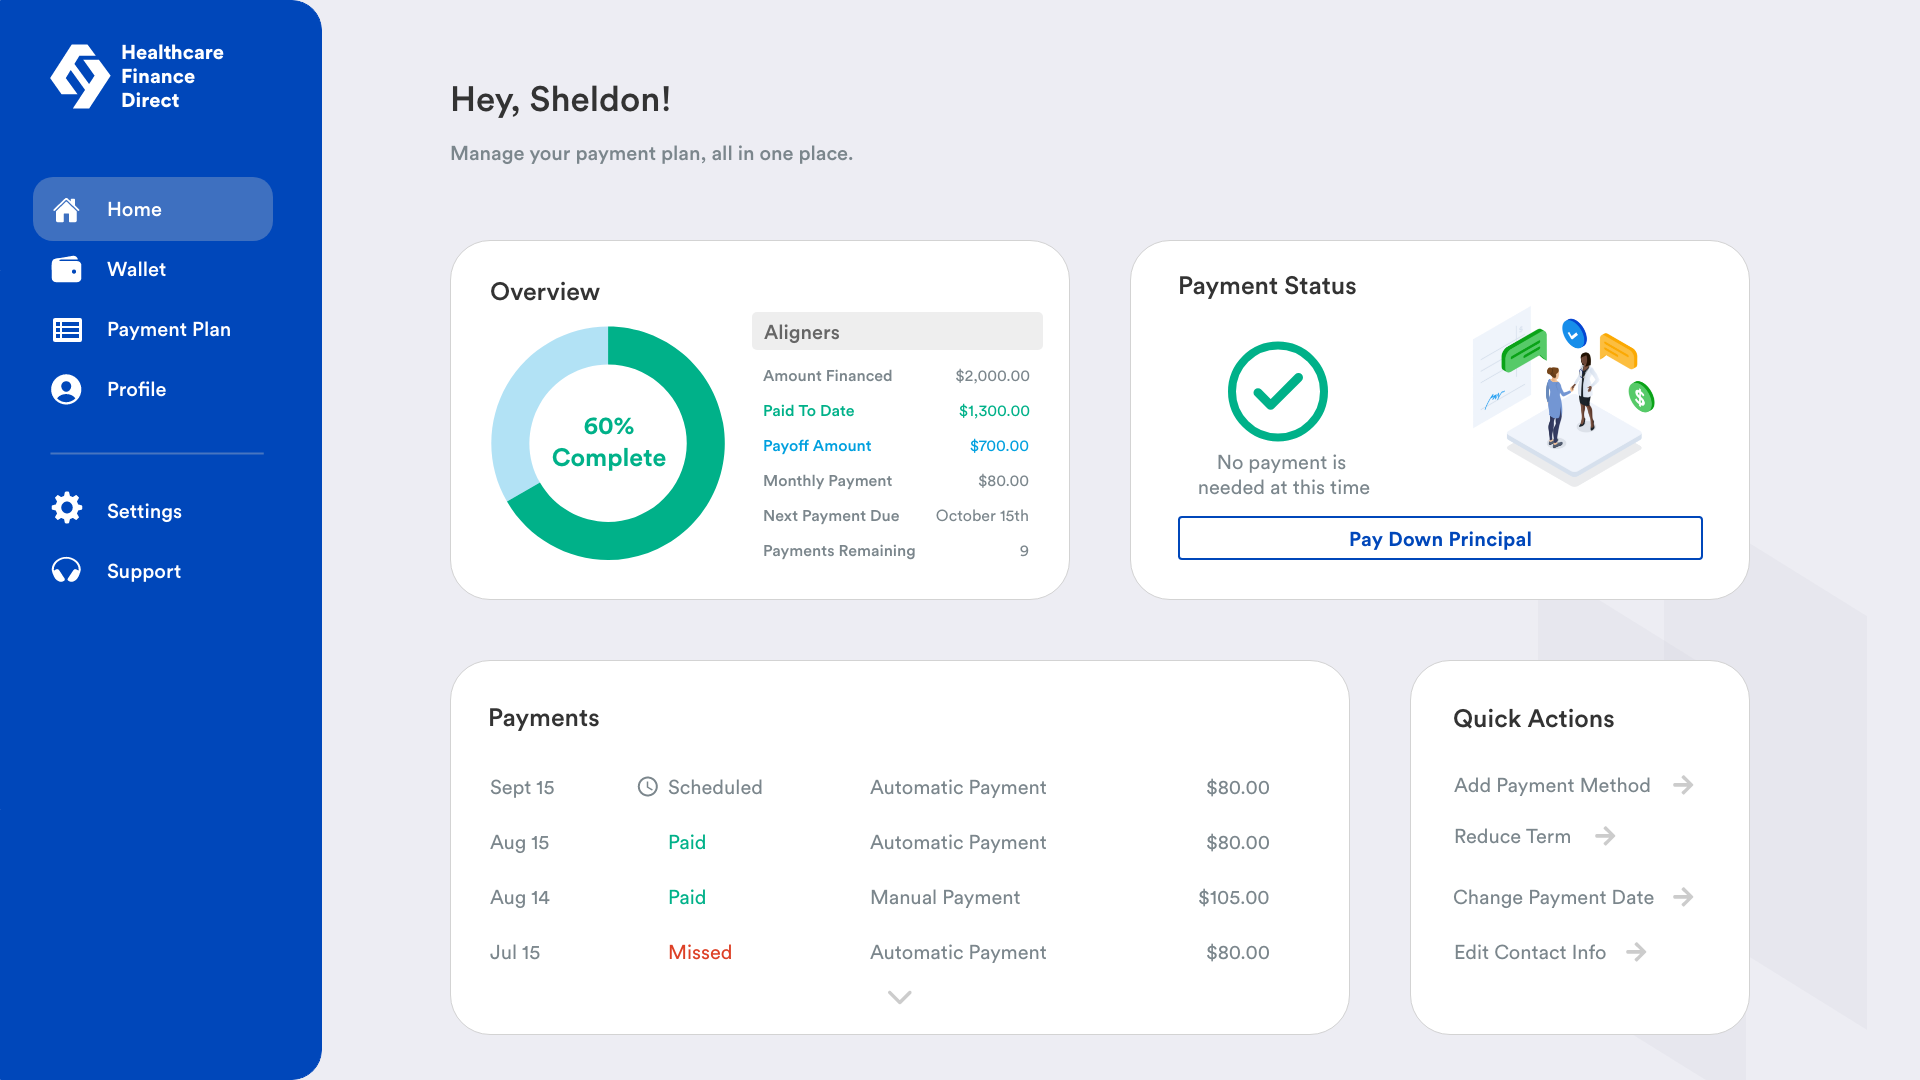 Healthcare
Finance
Direct
Home
Wallet
Payment Plan
Profile
Settings
Support
Hey, Sheldon!
Manage your payment plan, all in one place.
Overview
60%
Complete
Aligners
Amount Financed $2,000.00
Paid To Date $1,300.00
Payoff Amount $700.00
Monthly Payment $80.00
Next Payment Due October 15th
Payments Remaining 9
Payment Status
$
No payment is
needed at this time
Pay Down Principal
Payments
Sept 15 Scheduled Automatic Payment $80.00
Aug 15 Paid Automatic Payment $80.00
Aug 14 Paid Manual Payment $105.00
Jul 15 Missed Automatic Payment $80.00
Quick Actions
Add Payment Method
Reduce Term
Change Payment Date
Edit Contact Info